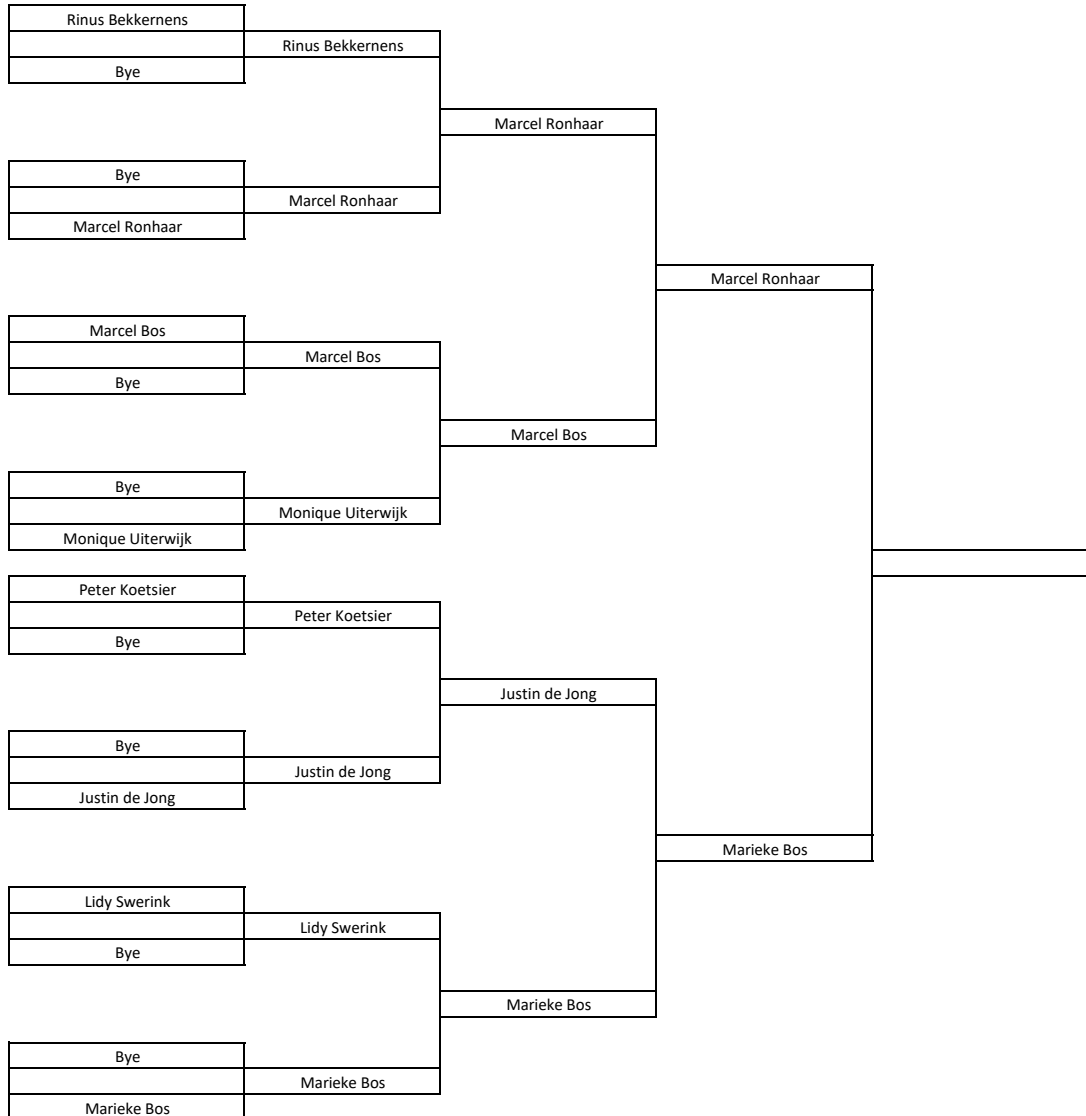 Rinus Bekkernens
Rinus Bekkernens
Bye
Marcel Ronhaar
Bye
Marcel Ronhaar
Marcel Ronhaar
Marcel Ronhaar
Marcel Bos
Marcel Bos
Bye
Marcel Bos
Bye
Monique Uiterwijk
Monique Uiterwijk
Peter Koetsier
Peter Koetsier
Bye
Justin de Jong
Bye
Justin de Jong
Justin de Jong
Marieke Bos
Lidy Swerink
Lidy Swerink
Bye
Marieke Bos
Bye
Marieke Bos
Marieke Bos